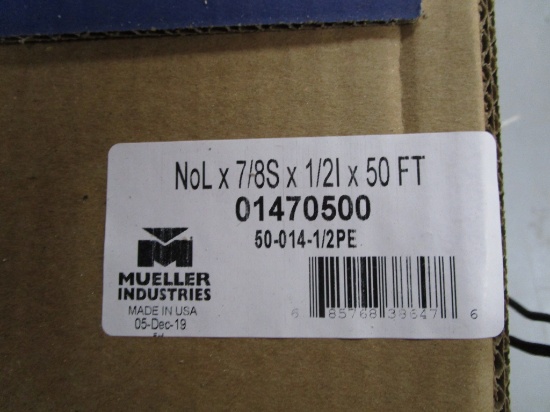 NoL x 7/8S x 1/2I x 50 FT
01470500
50-014-1/2PE
MUELLER
INDUSTRIES
MADE IN USA
05-Dec-19
6 85768 38647 6